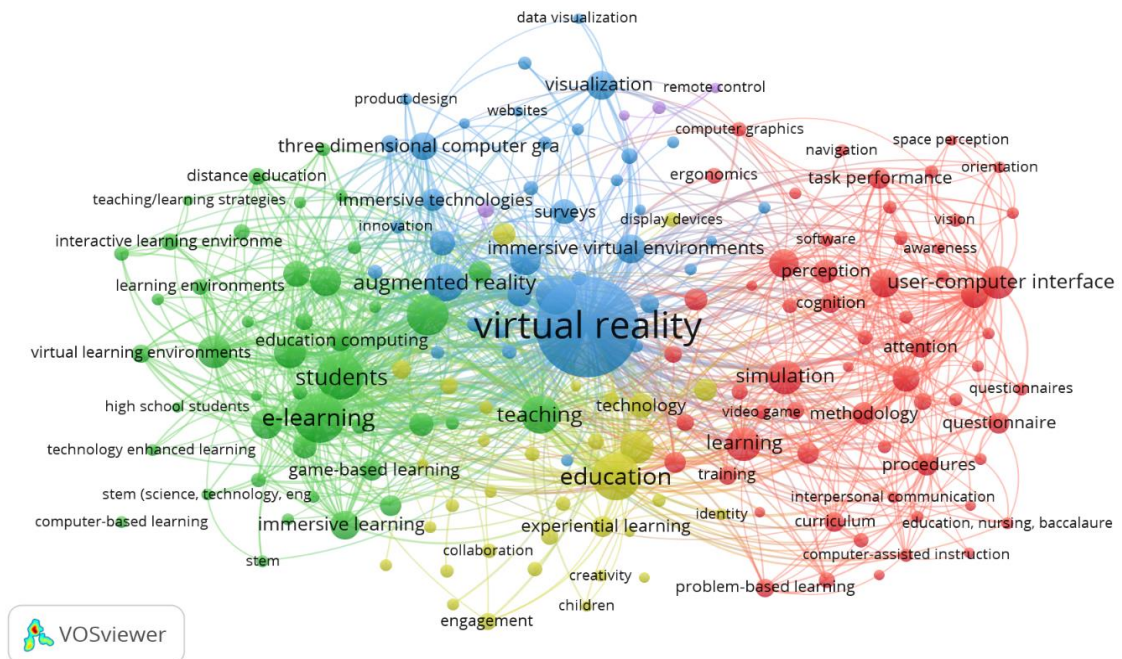 data visualization
visualization
remote control
product design
websites
computer graphics
three dimensional computer gra
navigation
space perception
distance education
ergonomics
task performance
orientation
teaching/learning strategies
immersive technologies
surveys
display devices
vision
innovation
interactive learning environme
immersive virtual environments
software
awareness
learning environments
augmented reality
perception
user-computer interface
cognition
virtual reality
education computing
attention
virtual learning environments
students
simulation
questionnaires
high school students
e-learning
teaching
technology
video game
methodology
questionnaire
technology enhanced learning
game-based learning
learning
education
training
procedures
stem (science, technology, eng
interpersonal communication
computer-based learning
immersive learning
experiential learning
identity
curriculum
education, nursing, baccalaure
stem
collaboration
computer-assisted instruction
creativity
problem-based learning
children
engagement
VOSviewer